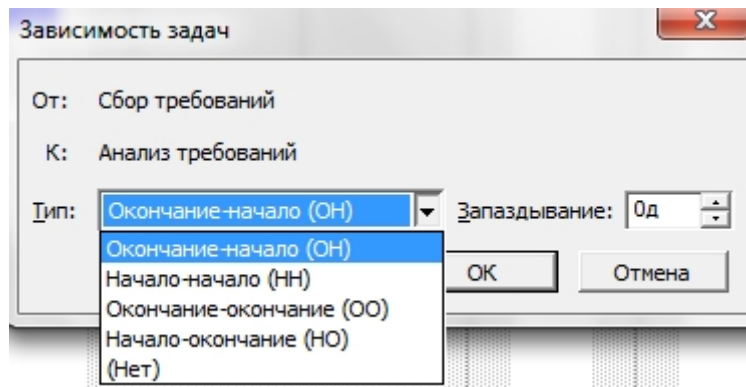 Зависимость задач
От: Сбор требований
К: Анализ требований
Тип: Окончание-начало (ОН) Запаздывание: 0д
Окончание-начало (ОН)
Начало-начало (НН)
Окончание-окончание (ОО)
Начало-окончание (НО)
(Нет)
ОК Отмена